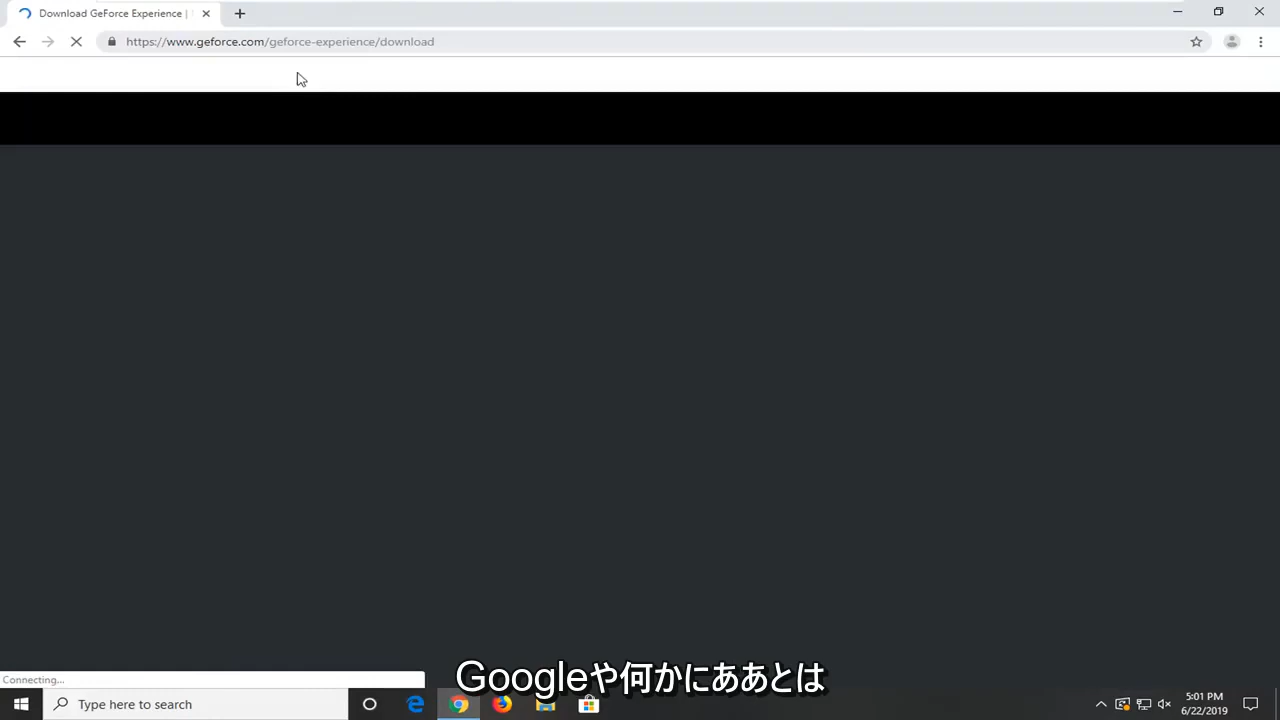 Download GeForce Experience |
https://www.geforce.com/geforce-experience/download
Connecting...
Googleや何かにああとは
Type here to search
5:01 PM
6/22/2019